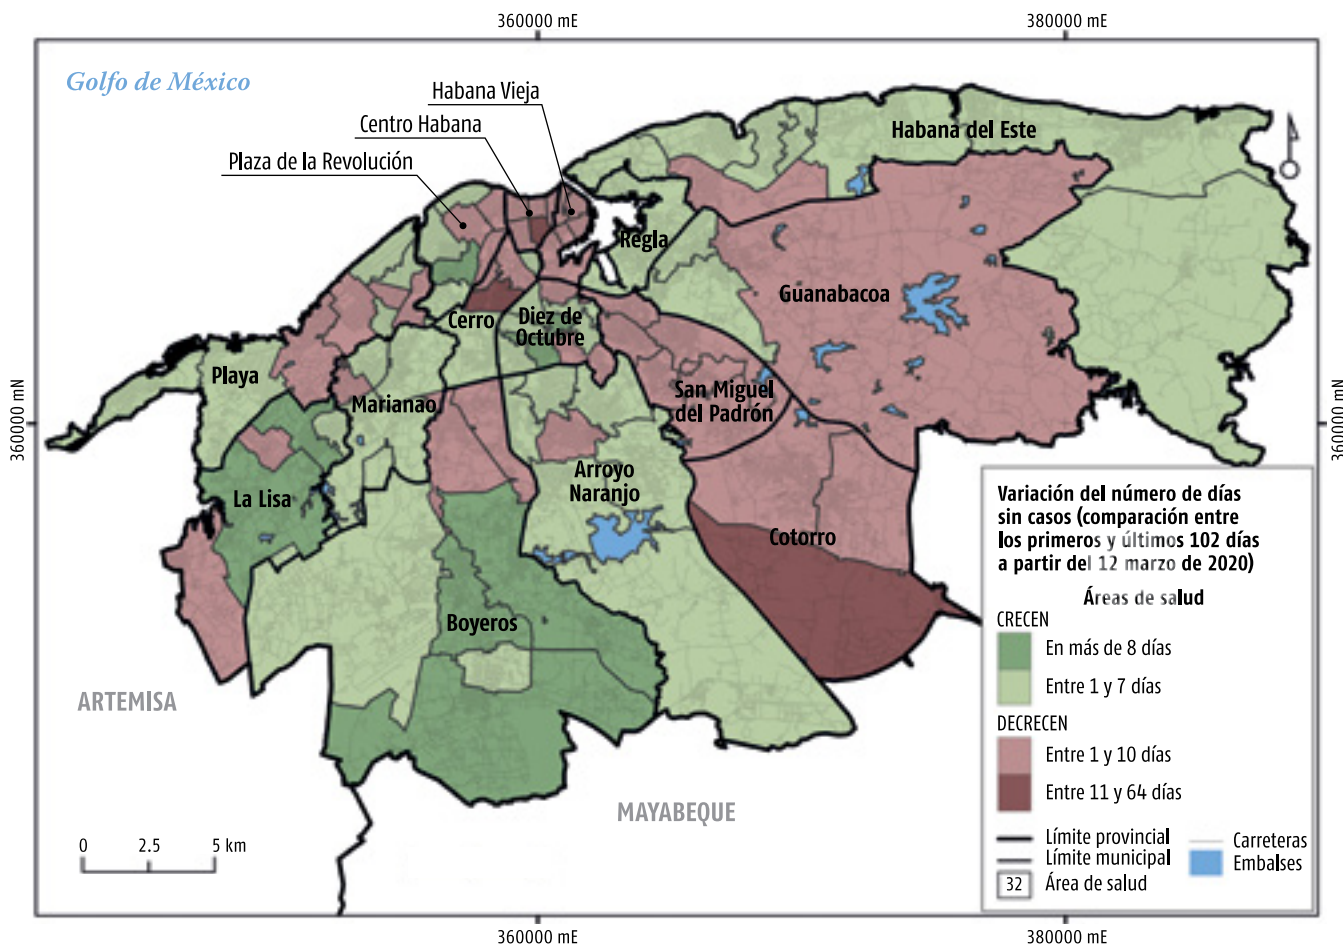 360000 mE
380000 mE
Golfo de México
Habana Vieja
Centro Habana
Plaza de la Revolución
Habana del Este
Regla
Guanabacoa
Cerro
Diez de
Octubre
Playa
Marianao
San Miguel
del Padrón
360000 mN
360000 mN
Arroyo
Naranjo
La Lisa
Cotorro
Boyeros
ARTEMISA
MAYABEQUE
0 2.5 5 km
Variación del número de días
sin casos (comparación entre
los primeros y últimos 102 días
a partir del 12 marzo de 2020)
Áreas de salud
CRECEN
En más de 8 días
Entre 1 y 7 días
DECRECEN
Entre 1 y 10 días
Entre 11 y 64 días
Límite provincial
Límite municipal
32 Área de salud
Carreteras
Embalses
360000 mE
380000 mE